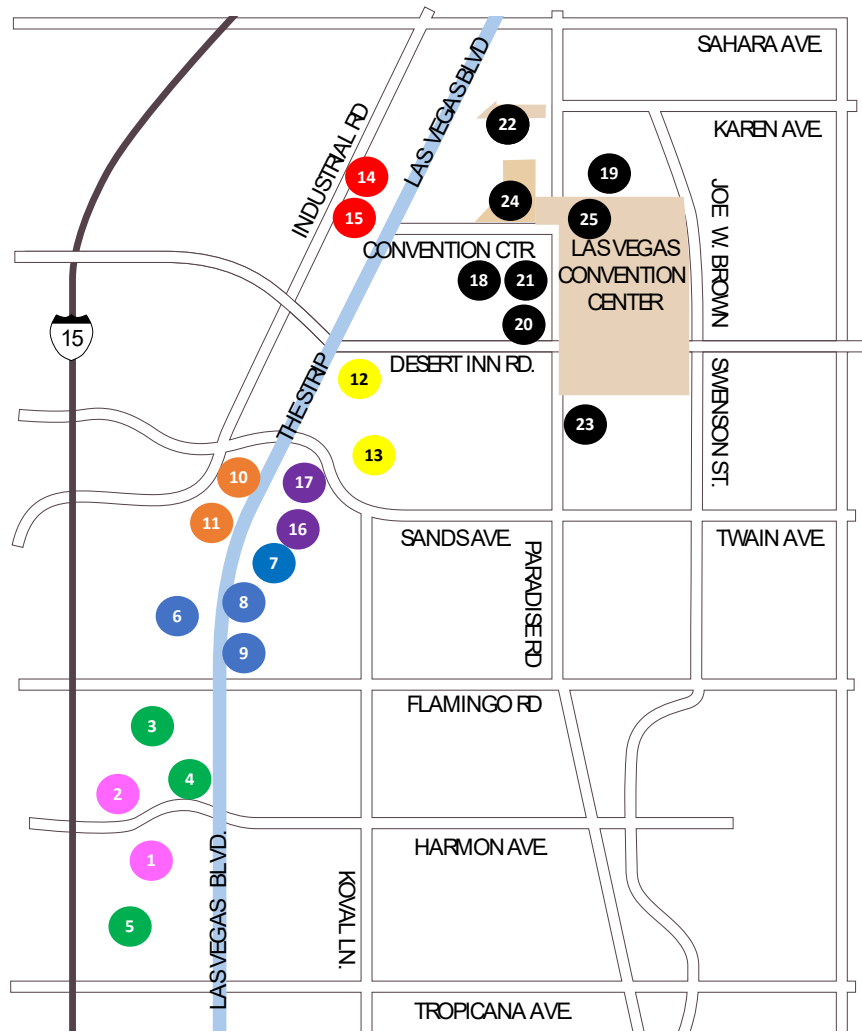 SAHARA AVE.
LAS VEGAS BLVD
INDUSTRIAL RD
22
KAREN AVE.
14
19
24
15
25
JOE W. BROWN
CONVENTION CTR.
LAS VEGAS
CONVENTION
CENTER
18
21
20
15
THE STRIP
DESERT INN RD.
12
SWENSON ST.
23
13
10
17
11
16
SANDS AVE.
TWAIN AVE.
PARADISE RD
7
8
6
9
FLAMINGO RD
3
4
2
HARMON AVE.
1
LAS VEGAS BLVD.
KOVAL LN.
5
TROPICANA AVE.